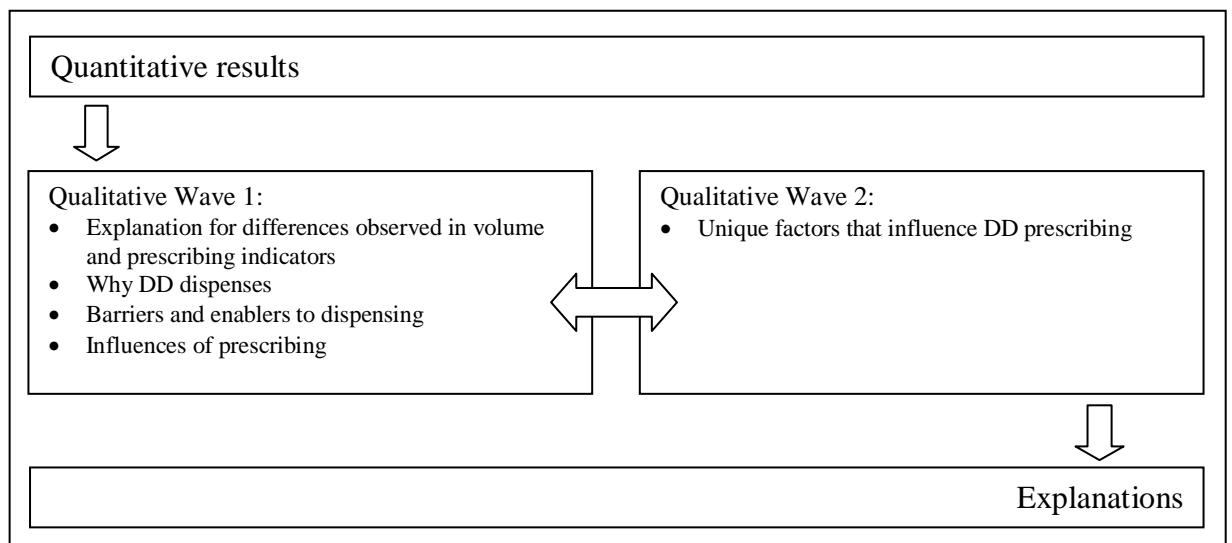 Quantitative results
Qualitative Wave 1:
• Explanation for differences observed in volume
and prescribing indicators
• Why DD dispenses
• Barriers and enablers to dispensing
• Influences of prescribing
Qualitative Wave 2:
• Unique factors that influence DD prescribing
Explanations